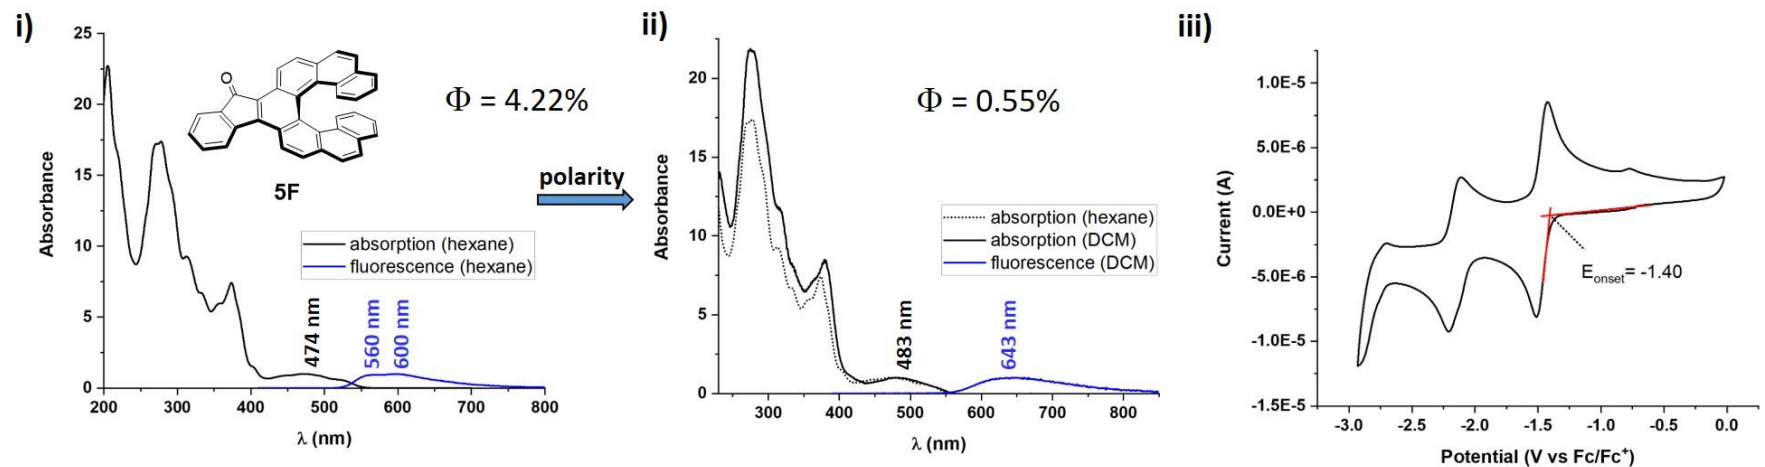 i)
25
20
15
10
5
0
200
300
400
500
600
700
800
Absorbance
λ (nm)
O
5F
Φ = 4.22%
absorption (hexane)
fluorescence (hexane)
474 nm
560 nm
600 nm
polarity
ii)
20
15
10
5
0
300
400
500
600
700
800
Absorbance
λ (nm)
Φ = 0.55%
absorption (hexane)
absorption (DCM)
fluorescence (DCM)
483 nm
643 nm
iii)
1.0E-5
5.0E-6
0.0E+0
-5.0E-6
-1.0E-5
-1.5E-5
-3.0
-2.5
-2.0
-1.5
-1.0
-0.5
0.0
Current (A)
Potential (V vs Fc/Fc⁺)
Eonset= -1.40